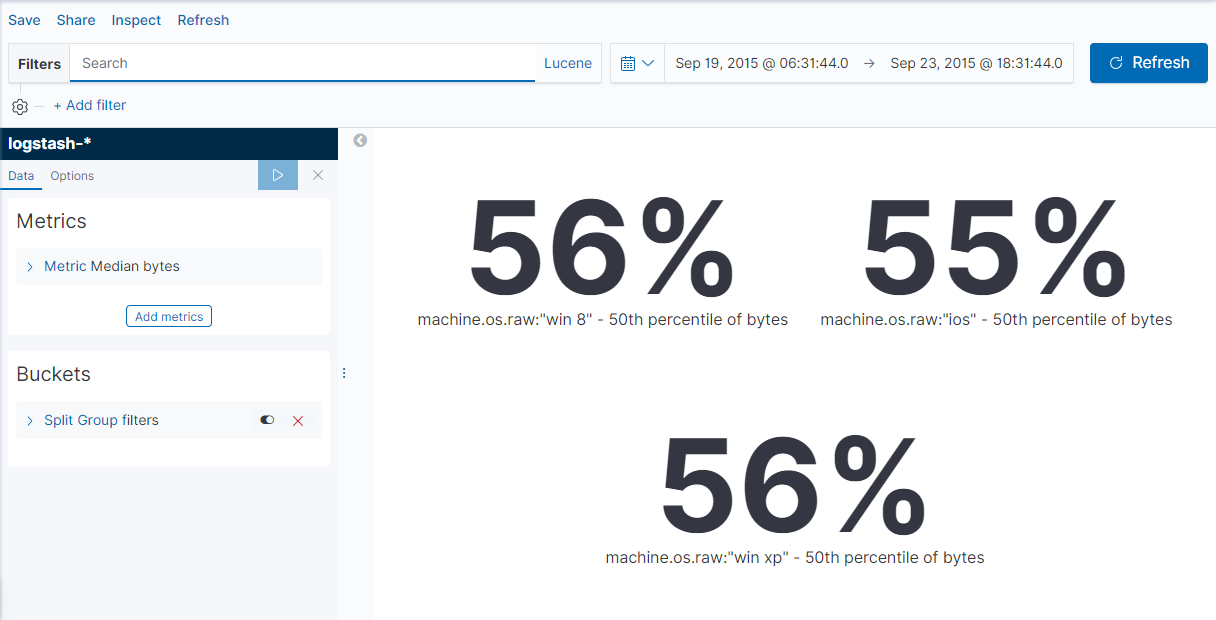 Save Share Inspect Refresh
Filters Search Lucene Sep 19, 2015 @ 06:31:44.0 → Sep 23, 2015 @ 18:31:44.0 Refresh
+ Add filter
logstash-*
Data Options
Metrics
Metric Median bytes
Add metrics
Buckets
Split Group filters
56% 55%
machine.os.raw:"win 8" - 50th percentile of bytes machine.os.raw:"ios" - 50th percentile of bytes
56%
machine.os.raw:"win xp" - 50th percentile of bytes